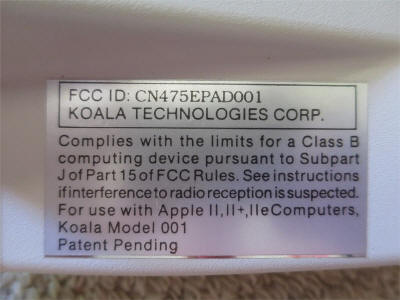 FCC ID: CN475EPAD001
KOALA TECHNOLOGIES CORP.
Complies with the limits for a Class B
computing device pursuant to Subpart
J of Part 15 of FCC Rules. See instructions
if interference to radio reception is suspected.
For use with Apple II,II+,IIe Computers,
Koala Model 001
Patent Pending